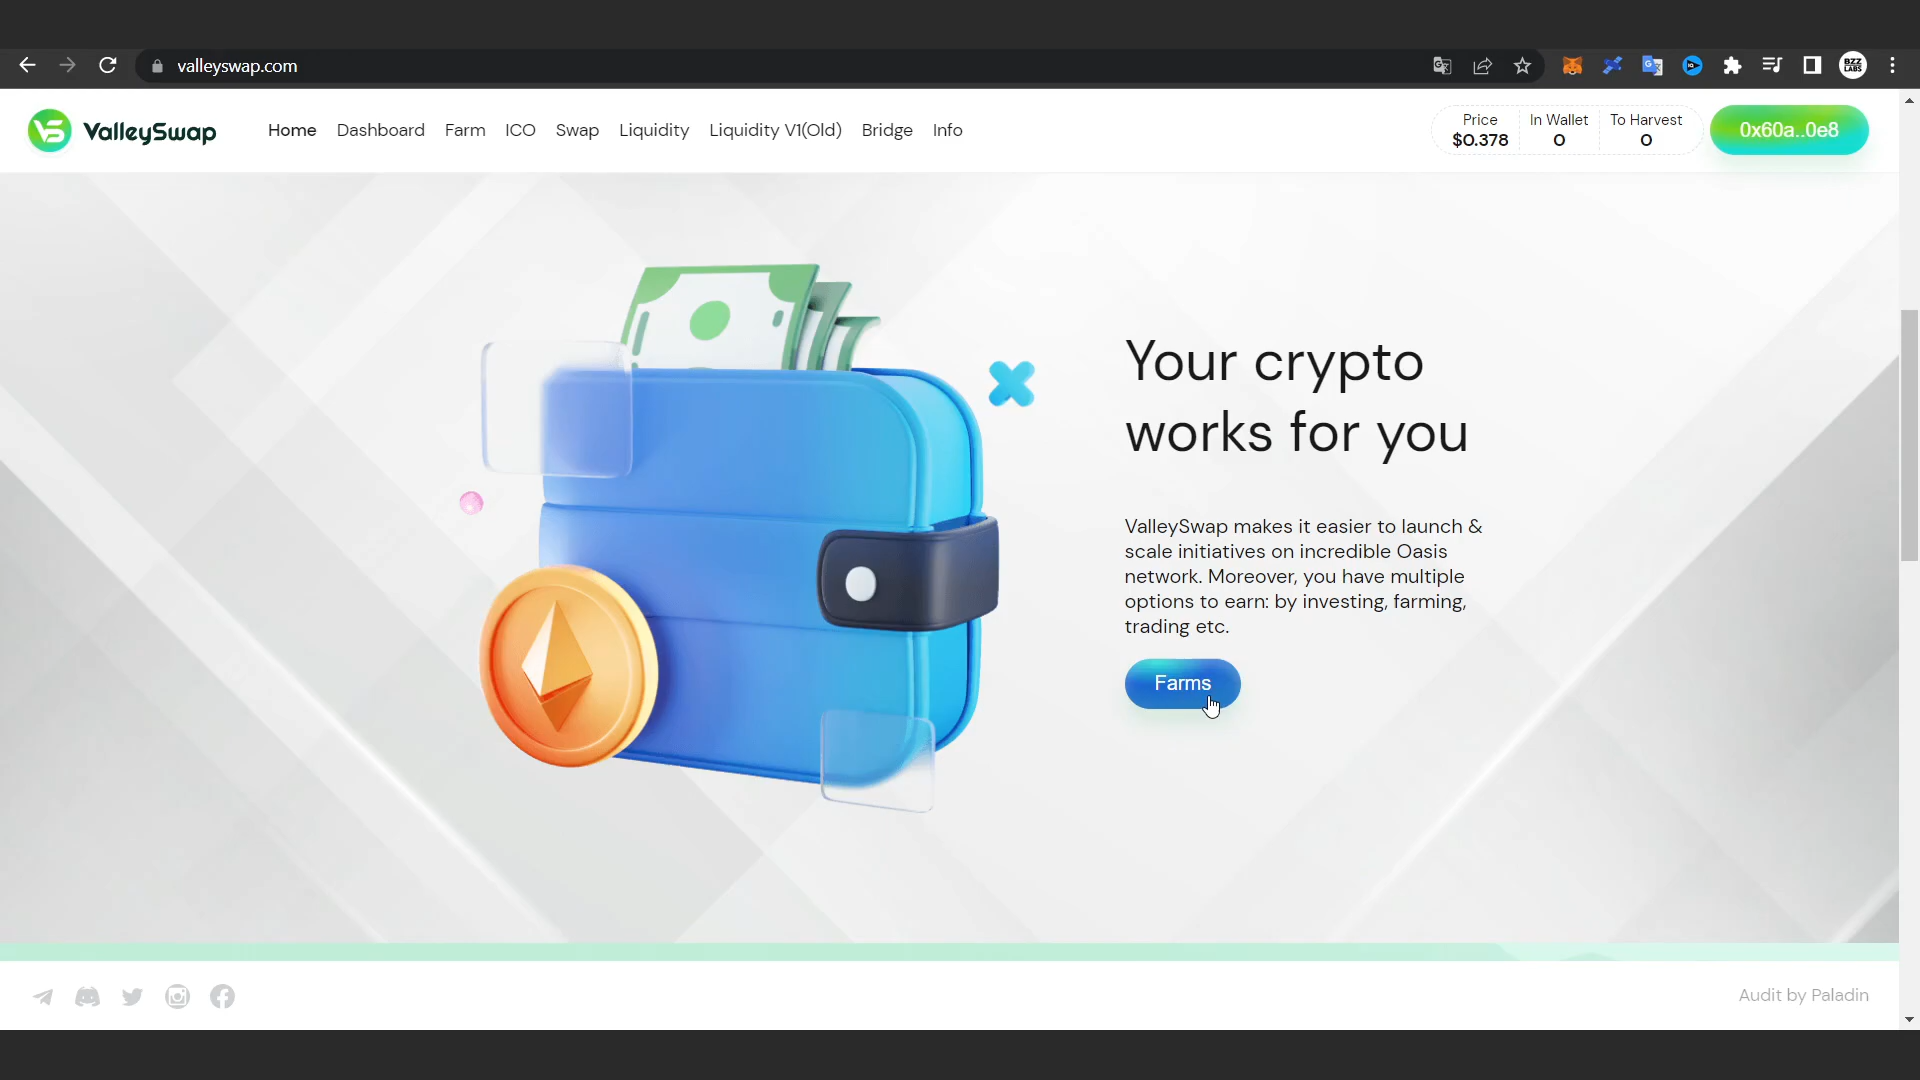 valleyswap.com
BZZ
LABS
VS
ValleySwap
Home Dashboard Farm ICO Swap Liquidity Liquidity V1(Old) Bridge Info
Price In Wallet To Harvest
$0.378 0 0
0x60a..0e8
Your crypto
works for you
ValleySwap makes it easier to launch &
scale initiatives on incredible Oasis
network. Moreover, you have multiple
options to earn: by investing, farming,
trading etc.
Farms
Audit by Paladin